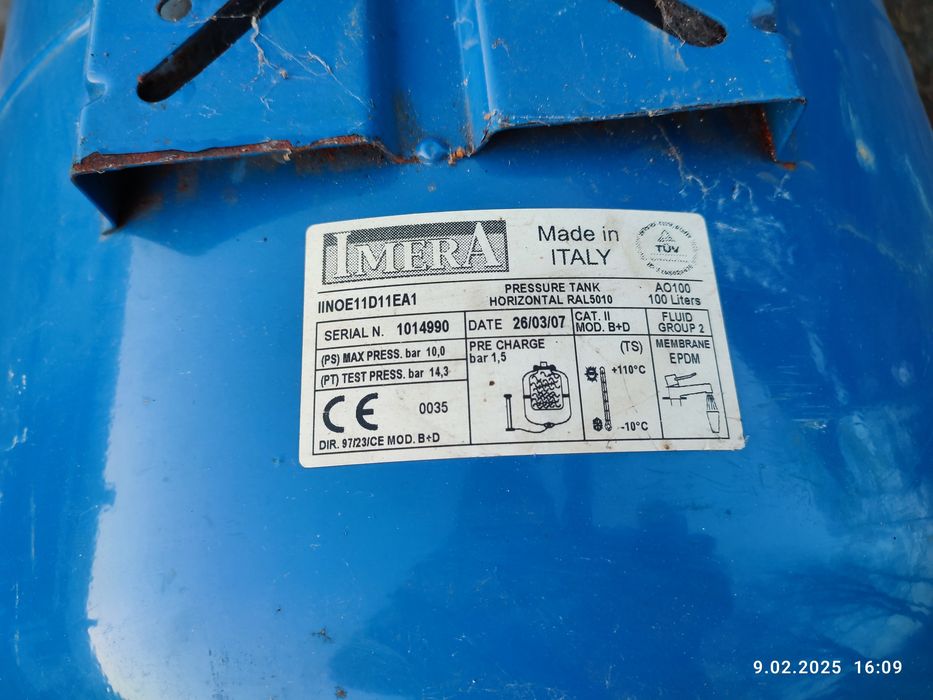 IMERA
Made in
ITALY
TÜV
IINOE11D11EA1
PRESSURE TANK
HORIZONTAL RAL5010
AO100
100 Liters
SERIAL N. 1014990
DATE 26/03/07
CAT. II
MOD. B+D
FLUID
GROUP 2
(PS) MAX PRESS. bar 10,0
(PT) TEST PRESS. bar 14,3
PRE CHARGE
bar 1,5
(TS)
+110°C
-10°C
MEMBRANE
EPDM
CE 0035
DIR. 97/23/CE MOD. B+D
9.02.2025 16:09